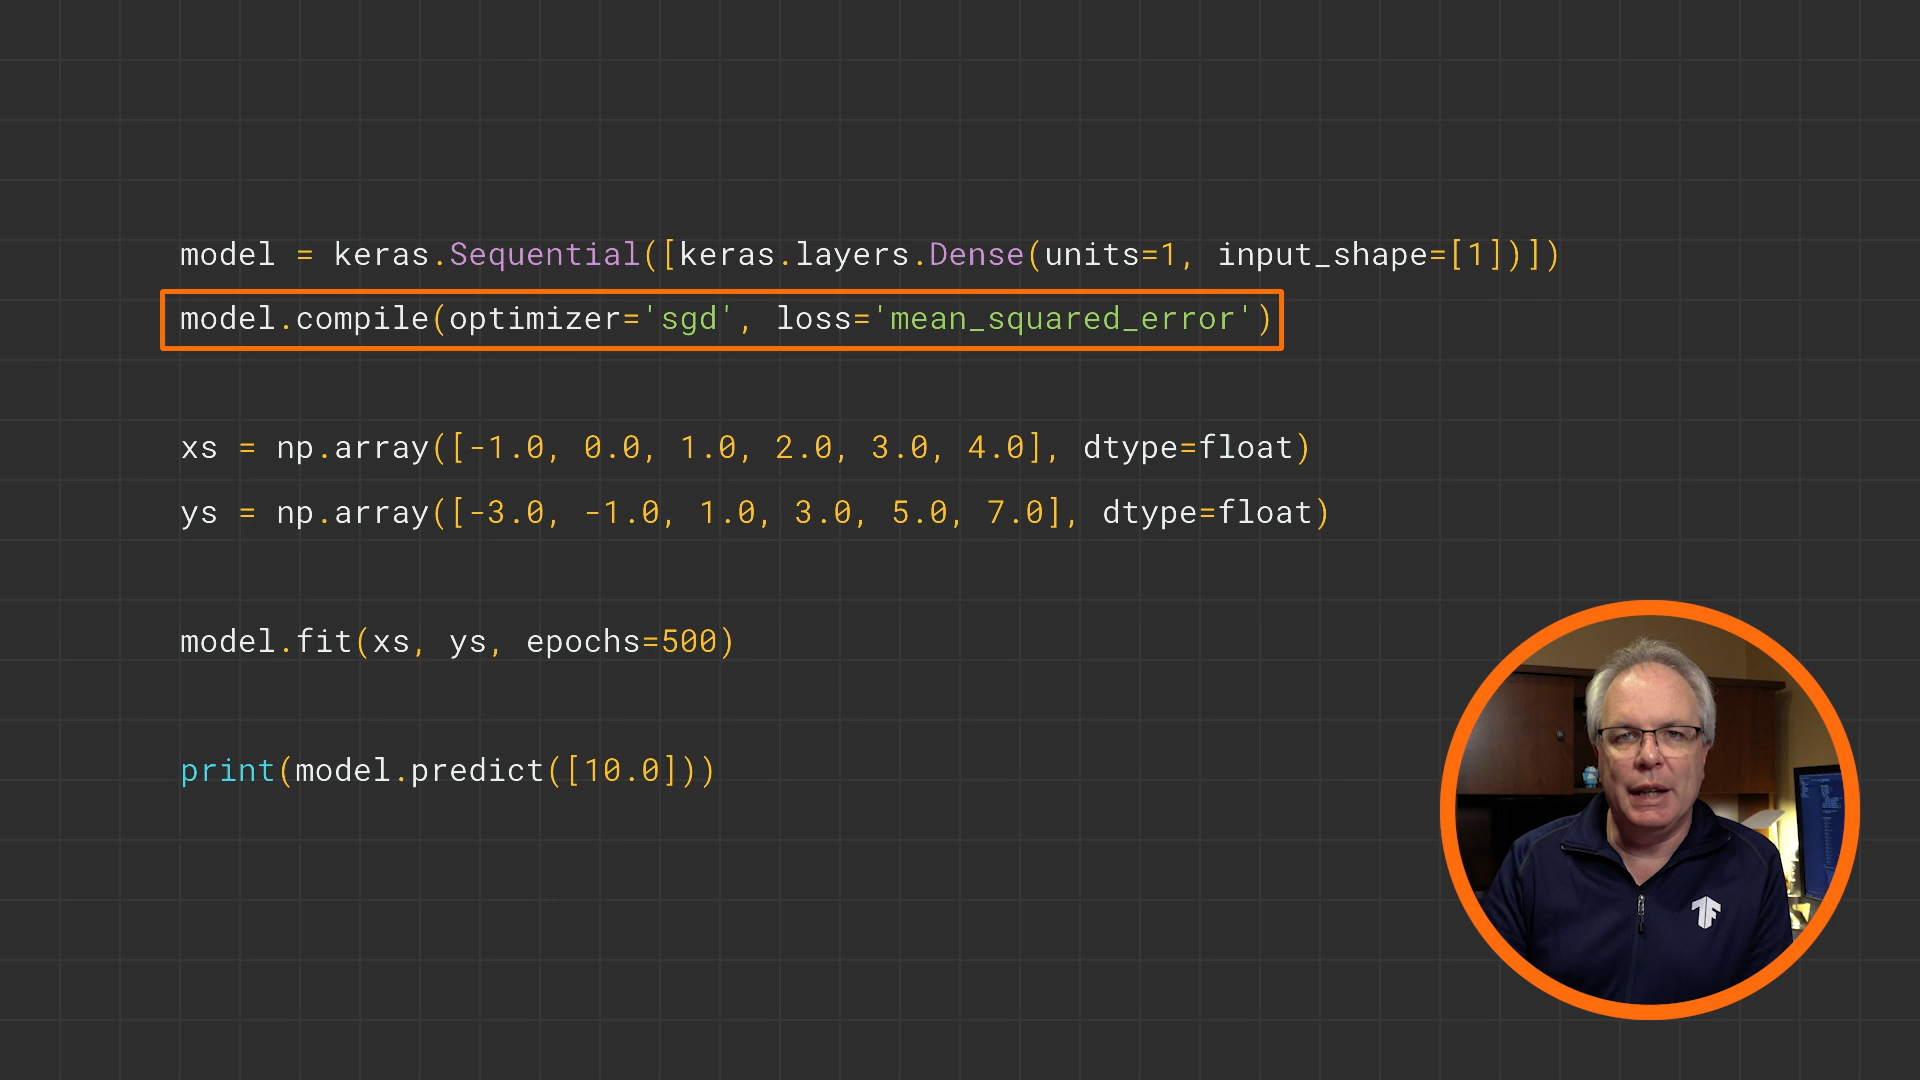 model = keras.Sequential([keras.layers.Dense(units=1, input_shape=[1])])
model.compile(optimizer='sgd', loss='mean_squared_error')
xs = np.array([-1.0, 0.0, 1.0, 2.0, 3.0, 4.0], dtype=float)
ys = np.array([-3.0, -1.0, 1.0, 3.0, 5.0, 7.0], dtype=float)
model.fit(xs, ys, epochs=500)
print(model.predict([10.0]))
TF